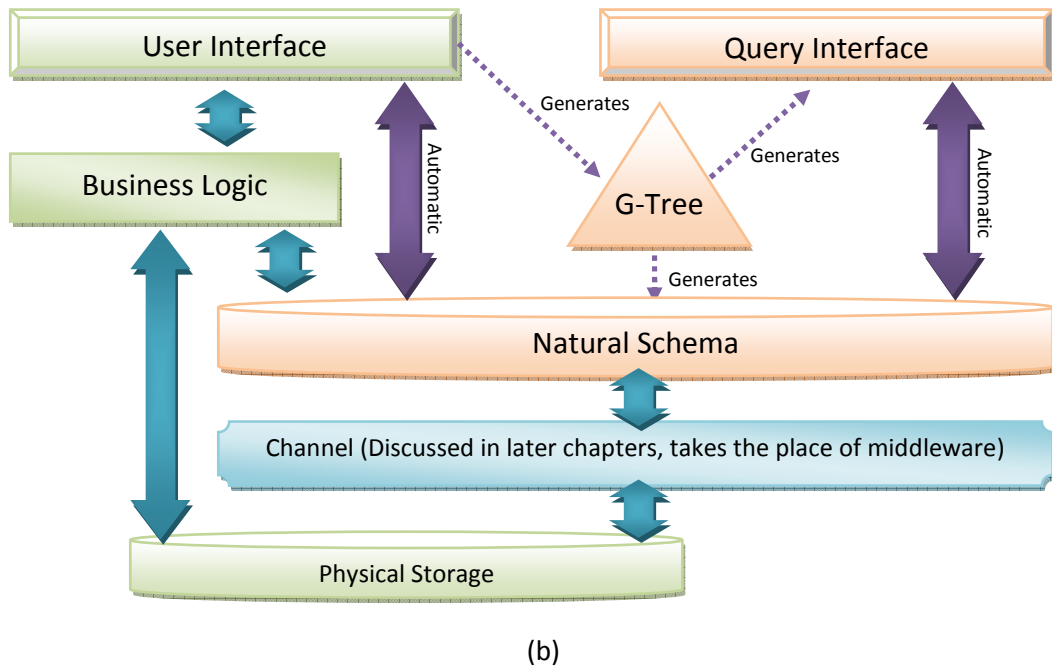 User Interface
Query Interface
Generates
Generates
Automatic
Automatic
Business Logic
G-Tree
Generates
Natural Schema
Channel (Discussed in later chapters, takes the place of middleware)
Physical Storage
(b)